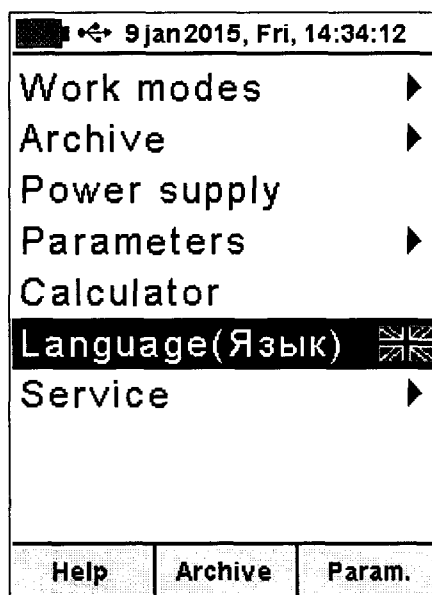 9 jan 2015, Fri, 14:34:12
Work modes
Archive
Power supply
Parameters
Calculator
Language(Язык)
Service
Help Archive Param.